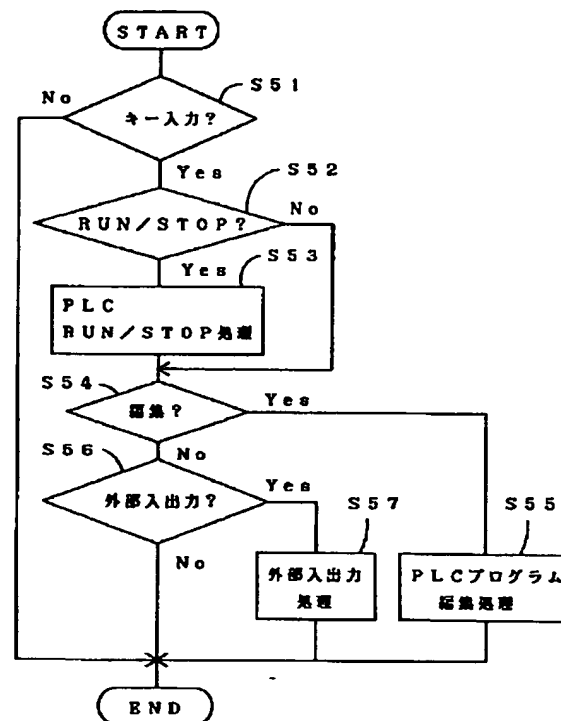 START
S51
No
キー入力?
Yes
S52
RUN/STOP?
No
S53
Yes
PLC
RUN/STOP処理
S54
編集?
Yes
S56
No
外部入出力?
Yes
S57
S55
No
外部入出力
処理
PLCプログラム
編集処理
END